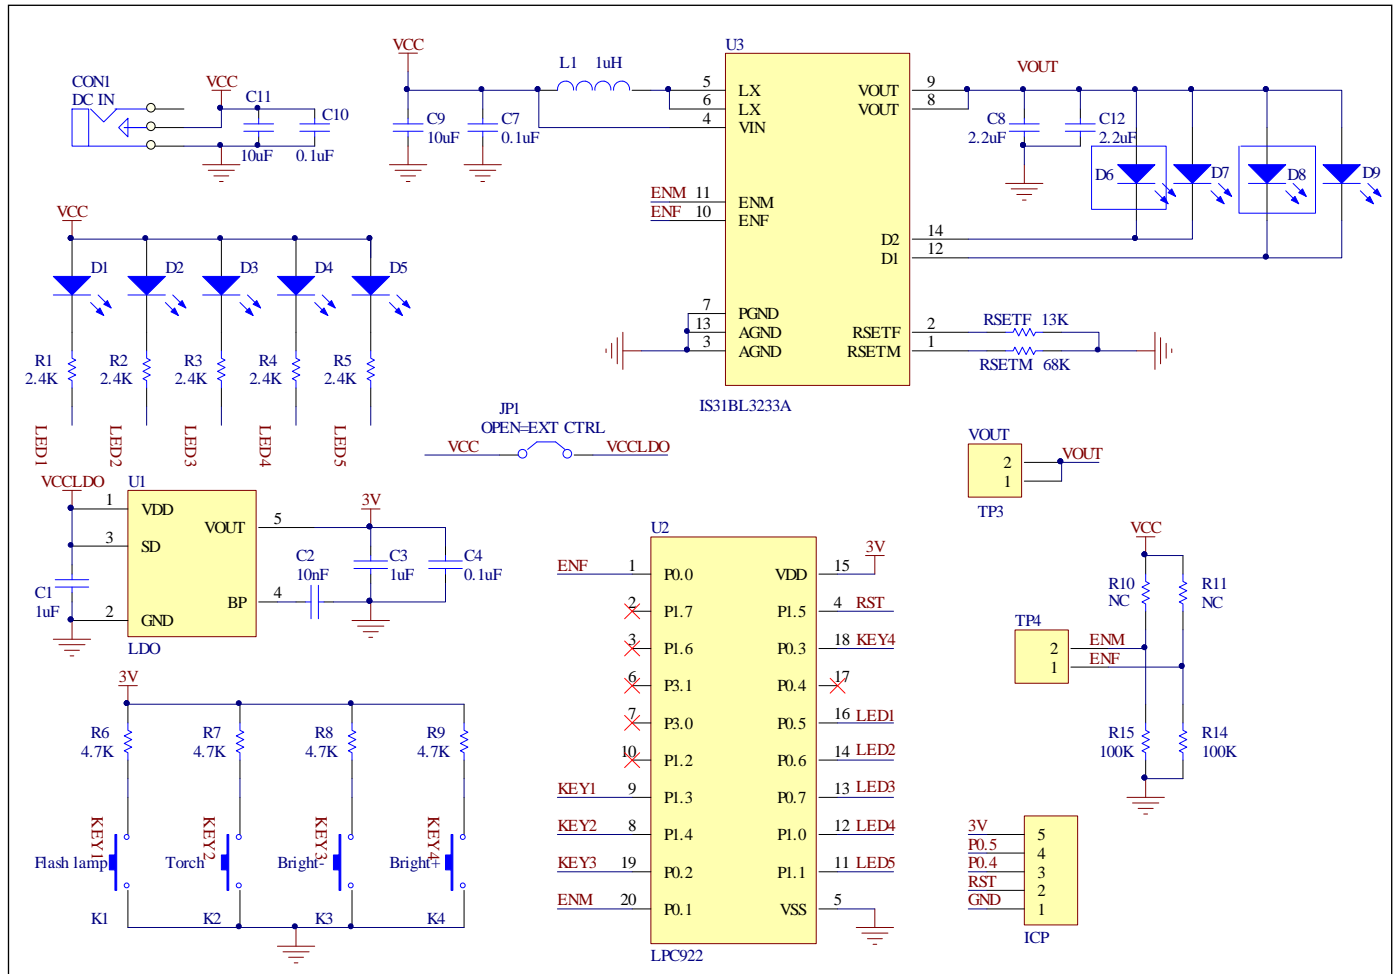 CON1
DC IN
VCC
C11
C10
10uF
0.1uF
VCC
C9
10uF
C7
0.1uF
L1 1uH
U3
5 LX
6 LX
4 VIN
ENM 11 ENM
ENF 10 ENF
7 PGND
13 AGND
3 AGND
VOUT 9
VOUT 8
D2 14
D1 12
RSETF 2
RSETM 1
IS31BL3233A
VOUT
C8
2.2uF
C12
2.2uF
D6
D7
D8
D9
RSETF 13K
RSETM 68K
VCC
D1
D2
D3
D4
D5
R1
2.4K
R2
2.4K
R3
2.4K
R4
2.4K
R5
2.4K
LED1
LED2
LED3
LED4
LED5
JP1
OPEN=EXT CTRL
VCC
VCCLDO
VOUT
2
1
VOUT
TP3
VCCLDO
U1
1 VDD
3 SD
2 GND
VOUT 5
BP 4
LDO
C1
1uF
C2
10nF
3V
C3
1uF
C4
0.1uF
U2
ENF 1 P0.0
2 P1.7
3 P1.6
6 P3.1
7 P3.0
10 P1.2
KEY1 9 P1.3
KEY2 8 P1.4
KEY3 19 P0.2
ENM 20 P0.1
3V
VDD 15
P1.5 4 RST
P0.3 18 KEY4
P0.4 17
P0.5 16 LED1
P0.6 14 LED2
P0.7 13 LED3
P1.0 12 LED4
P1.1 11 LED5
VSS 5
LPC922
VCC
R10
NC
R11
NC
TP4
2 ENM
1 ENF
R15
100K
R14
100K
3V
R6
4.7K
R7
4.7K
R8
4.7K
R9
4.7K
KEY1
KEY2
KEY3
KEY4
Flash lamp
Torch
Bright-
Bright+
K1
K2
K3
K4
3V 5
P0.5 4
P0.4 3
RST 2
GND 1
ICP